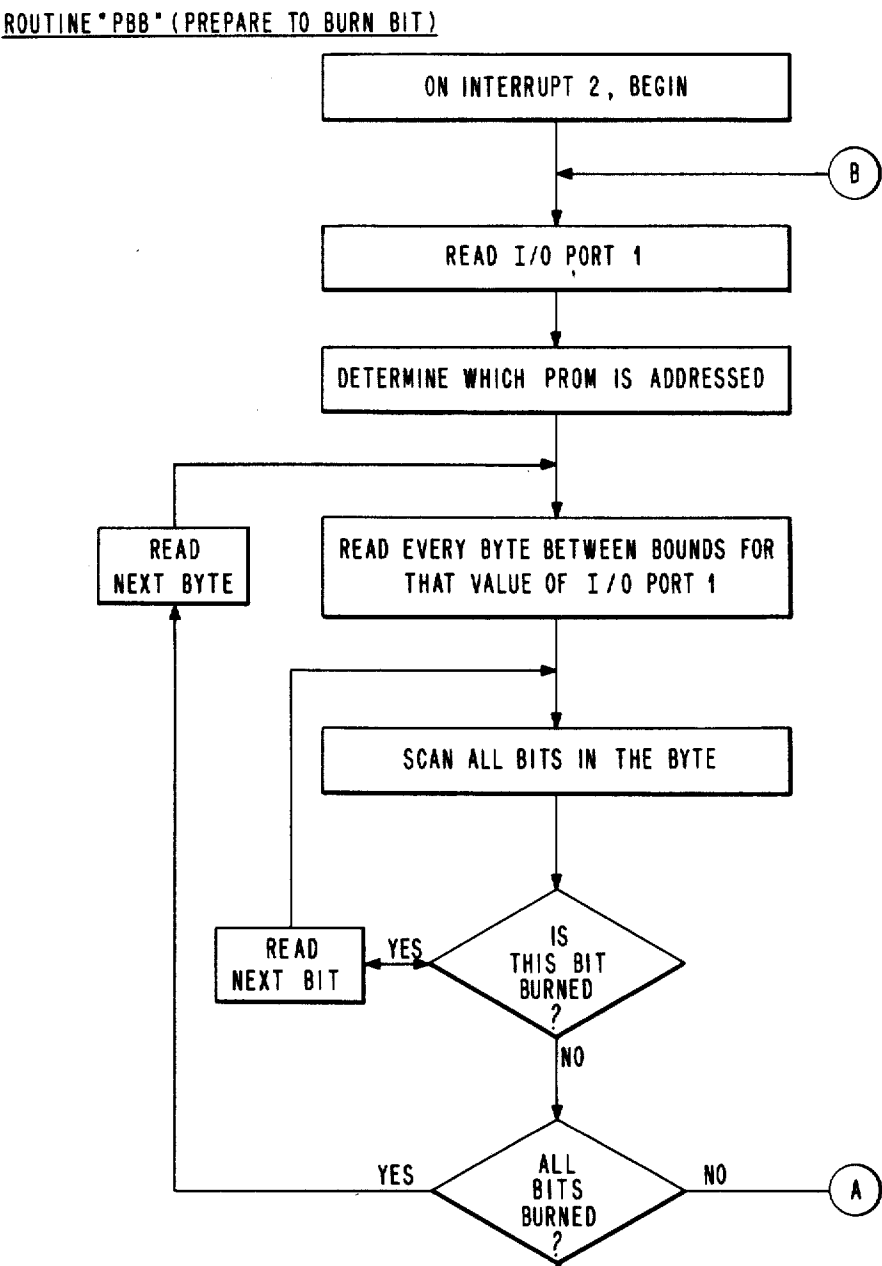 ROUTINE "PBB" (PREPARE TO BURN BIT)
ON INTERRUPT 2, BEGIN
B
READ I/O PORT 1
DETERMINE WHICH PROM IS ADDRESSED
READ
NEXT BYTE
READ EVERY BYTE BETWEEN BOUNDS FOR
THAT VALUE OF I/O PORT 1
SCAN ALL BITS IN THE BYTE
READ
NEXT BIT
YES
IS
THIS BIT
BURNED
?
NO
YES
ALL
BITS
BURNED
?
NO
A